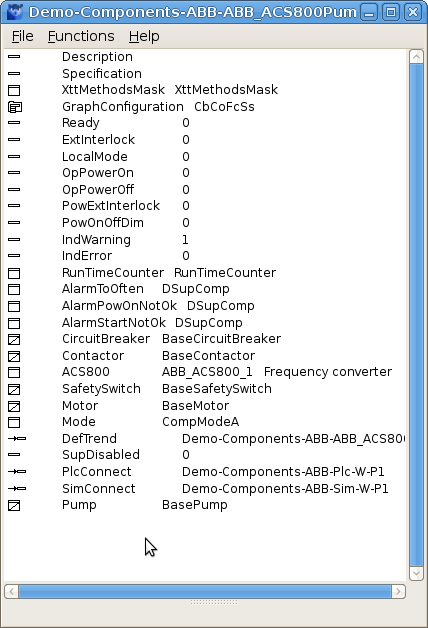 Demo-Components-ABB-ABB_ACS800Pum
File Functions Help
Description
Specification
XttMethodsMask XttMethodsMask
GraphConfiguration CbCoFcSs
Ready 0
ExtInterlock 0
LocalMode 0
OpPowerOn 0
OpPowerOff 0
PowExtInterlock 0
PowOnOffDim 0
IndWarning 1
IndError 0
RunTimeCounter RunTimeCounter
AlarmToOften DSupComp
AlarmPowOnNotOk DSupComp
AlarmStartNotOk DSupComp
CircuitBreaker BaseCircuitBreaker
Contactor BaseContactor
ACS800 ABB_ACS800_1 Frequency converter
SafetySwitch BaseSafetySwitch
Motor BaseMotor
Mode CompModeA
DefTrend Demo-Components-ABB-ABB_ACS80
SupDisabled 0
PlcConnect Demo-Components-ABB-Plc-W-P1
SimConnect Demo-Components-ABB-Sim-W-P1
Pump BasePump